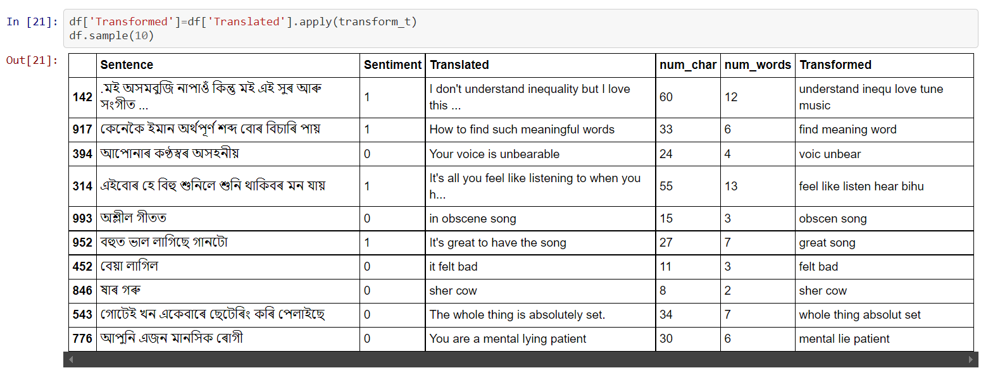 In [21]: df['Transformed']=df['Translated'].apply(transform_t)
df.sample(10)
Out[21]:
Sentence Sentiment Translated num_char num_words Transformed
142 .মই অসমবুজি নাপাওঁ কিন্তু মই এই সুৰ আৰু সংগীত ... 1 I don't understand inequality but I love this ... 60 12 understand inequ love tune music
917 কেনেকৈ ইমান অৰ্থপূৰ্ণ শব্দ বোৰ বিচাৰি পায় 1 How to find such meaningful words 33 6 find meaning word
394 আপোনাৰ কণ্ঠস্বৰ অসহনীয় 0 Your voice is unbearable 24 4 voic unbear
314 এইবোৰ হে বিহু শুনিলে শুনি থাকিবৰ মন যায় 1 It's all you feel like listening to when you h... 55 13 feel like listen hear bihu
993 অশ্লীল গীতত 0 in obscene song 15 3 obscen song
952 বহুত ভাল লাগিছে গানটো 1 It's great to have the song 27 7 great song
452 বেয়া লাগিল 0 it felt bad 11 3 felt bad
846 ষাৰ গৰু 0 sher cow 8 2 sher cow
543 গোটেই খন একেবাৰে ছেটেৰিং কৰি পেলাইছে 0 The whole thing is absolutely set. 34 7 whole thing absolut set
776 আপুনি এজন মানসিক ৰোগী 0 You are a mental lying patient 30 6 mental lie patient